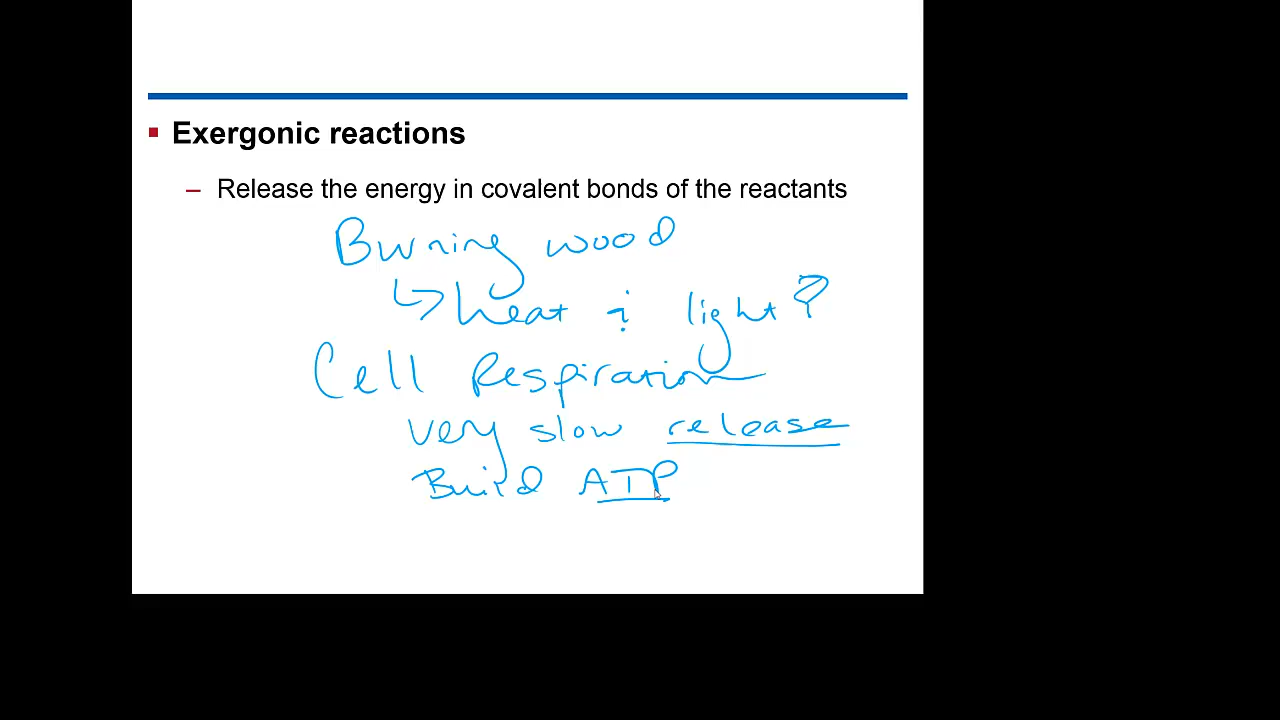 Exergonic reactions
– Release the energy in covalent bonds of the reactants
Burning wood
↳ heat & light?
Cell Respiration
very slow release
Build ATP